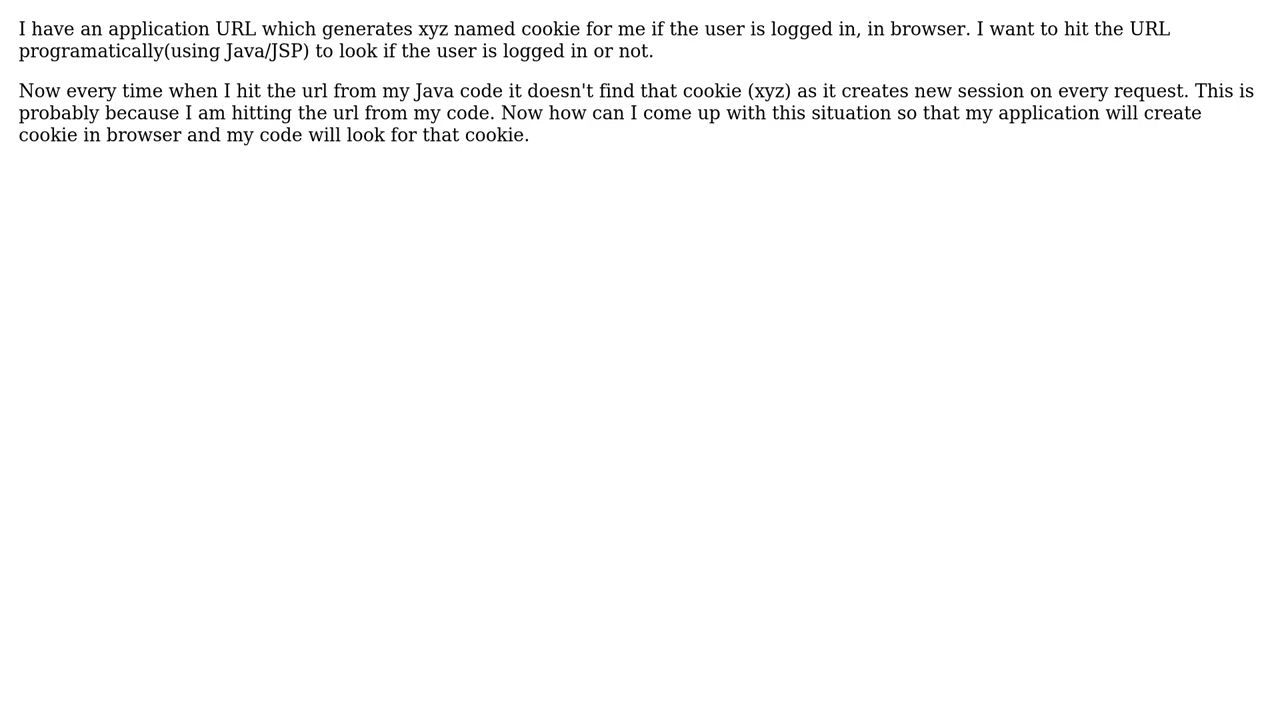 I have an application URL which generates xyz named cookie for me if the user is logged in, in browser. I want to hit the URL
programatically(using Java/JSP) to look if the user is logged in or not.
Now every time when I hit the url from my Java code it doesn't find that cookie (xyz) as it creates new session on every request. This is
probably because I am hitting the url from my code. Now how can I come up with this situation so that my application will create
cookie in browser and my code will look for that cookie.